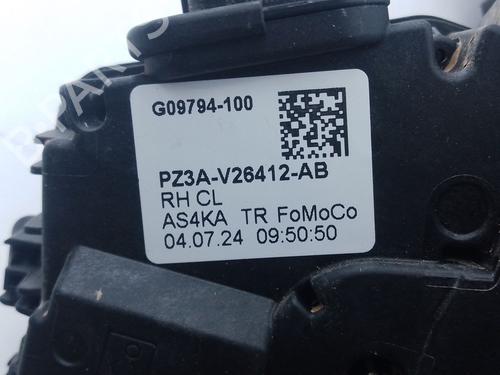 G09794-100
PZ3A-V26412-AB
RH CL
AS4KA TR FoMoCo
04.07.24 09:50:50